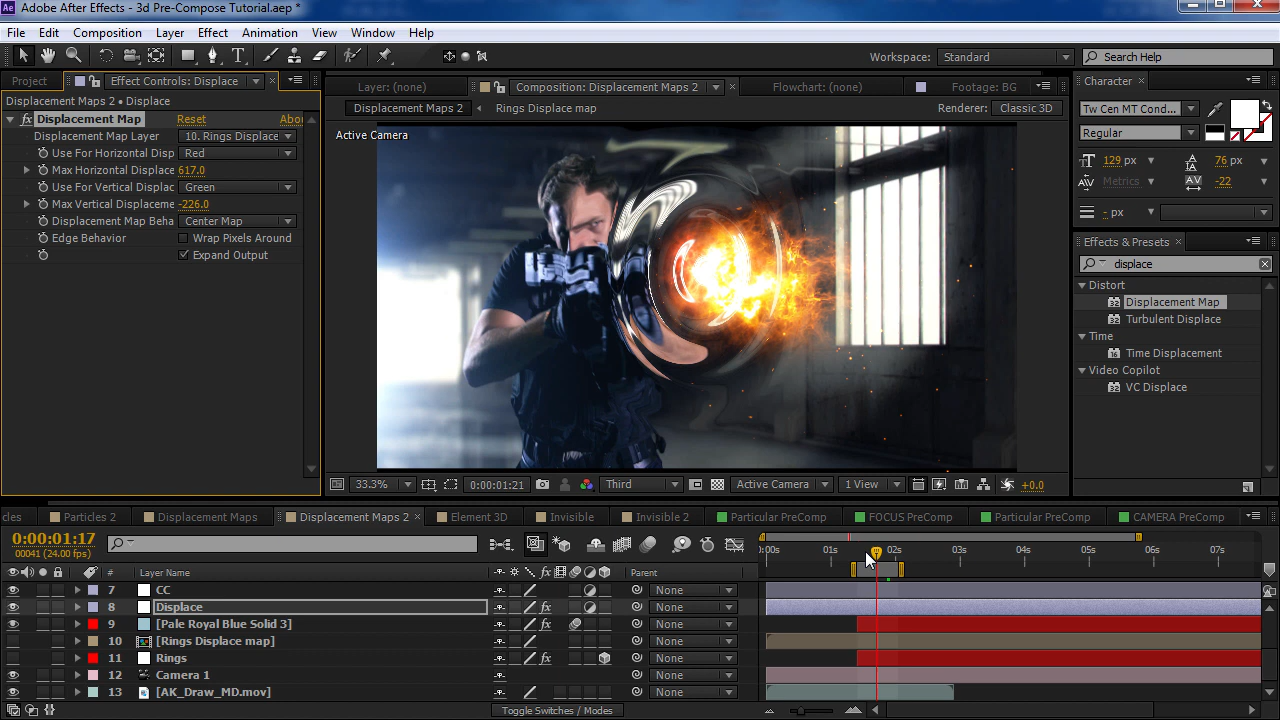 Adobe After Effects - 3d Pre-Compose Tutorial.aep *
File Edit Composition Layer Effect Animation View Window Help
Workspace: Standard Search Help
Project Effect Controls: Displace
Displacement Maps 2 • Displace
fx Displacement Map Reset Abou
Displacement Map Layer 10. Rings Displace
Use For Horizontal Disp Red
Max Horizontal Displace 617.0
Use For Vertical Displac Green
Max Vertical Displaceme -226.0
Displacement Map Beha Center Map
Edge Behavior Wrap Pixels Around
Expand Output
Layer: (none) Composition: Displacement Maps 2 Flowchart: (none) Footage: BG
Displacement Maps 2 Rings Displace map Renderer: Classic 3D
Active Camera
33.3% 0:00:01:21 Third Active Camera 1 View +0.0
Character
Tw Cen MT Cond...
Regular
129 px 76 px
Metrics -22
- px
Effects & Presets
displace
Distort
32 Displacement Map
32 Turbulent Displace
Time
16 Time Displacement
Video Copilot
32 VC Displace
cles Particles 2 Displacement Maps Displacement Maps 2 Element 3D Invisible Invisible 2 Particular PreComp FOCUS PreComp Particular PreComp CAMERA PreComp
0:00:01:17
00041 (24.00 fps)
:00s 01s 02s 03s 04s 05s 06s 07s
# Layer Name fx Parent
7 CC None
8 Displace fx None
9 [Pale Royal Blue Solid 3] fx None
10 [Rings Displace map] None
11 Rings fx None
12 Camera 1 None
13 [AK_Draw_MD.mov] None
Toggle Switches / Modes